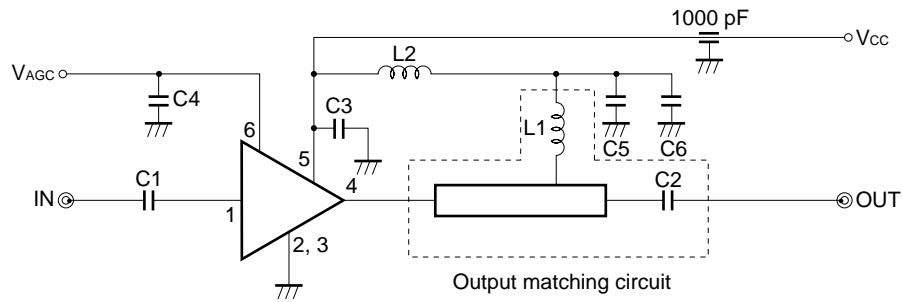 1000 pF
VCC
L2
VAGC
C4
C3
6
5
L1
C5
C6
C1
4
C2
IN
1
OUT
2, 3
Output matching circuit